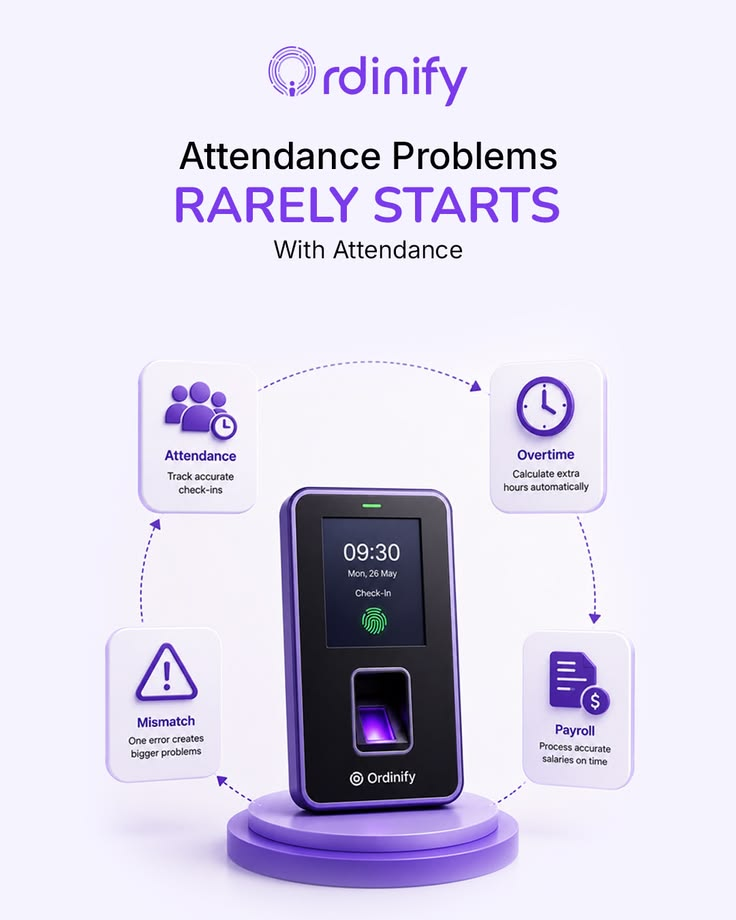 Ordinify
Attendance Problems
RARELY STARTS
With Attendance
Attendance
Track accurate
check-ins
Overtime
Calculate extra
hours automatically
09:30
Mon, 26 May
Check-In
Mismatch
One error creates
bigger problems
Payroll
Process accurate
salaries on time
$
Ordinify